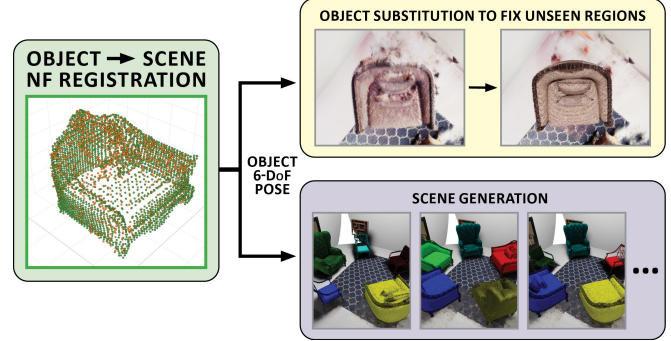 OBJECT → SCENE
NF REGISTRATION
OBJECT
6-DoF
POSE
OBJECT SUBSTITUTION TO FIX UNSEEN REGIONS
SCENE GENERATION